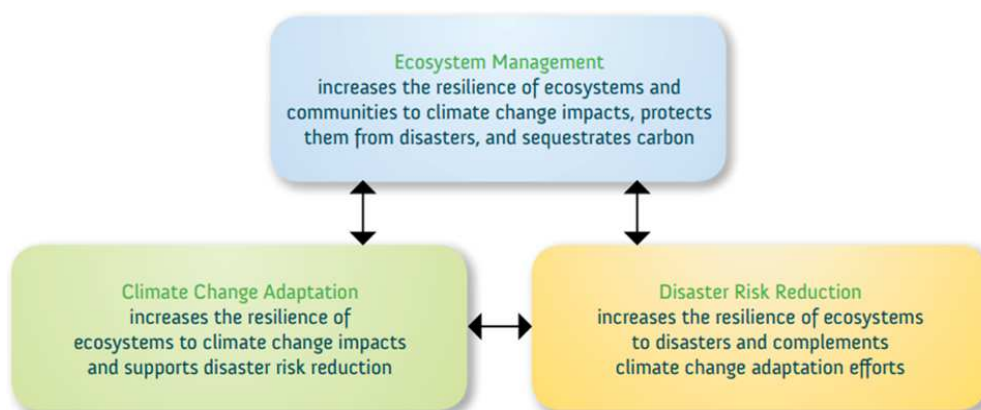 Ecosystem Management
increases the resilience of ecosystems and
communities to climate change impacts, protects
them from disasters, and sequestrates carbon
Climate Change Adaptation
increases the resilience of
ecosystems to climate change impacts
and supports disaster risk reduction
Disaster Risk Reduction
increases the resilience of ecosystems
to disasters and complements
climate change adaptation efforts